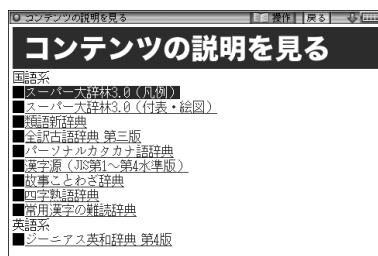 コンテンツの説明を見る 操作 戻る
コンテンツの説明を見る
国語系
■スーパー大辞林3.0（凡例）
■スーパー大辞林3.0（付表・絵図）
■類語新辞典
■全訳古語辞典 第三版
■パーソナルカタカナ語辞典
■漢字源（JIS第1～第4水準版）
■故事ことわざ辞典
■四字熟語辞典
■常用漢字の難読辞典
英語系
■ジーニアス英和辞典 第4版